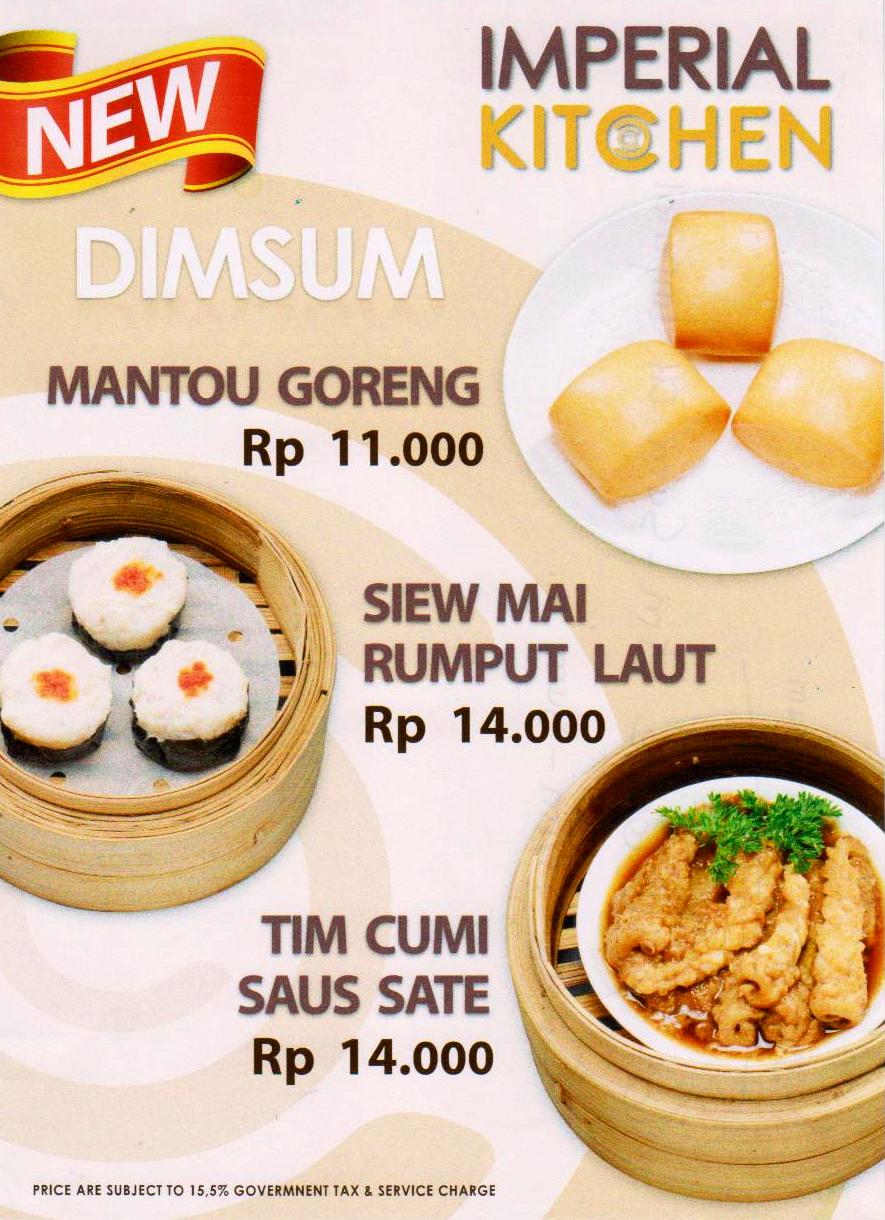 NEW
IMPERIAL
KITCHEN
DIMSUM
MANTOU GORENG
Rp 11.000
SIEW MAI
RUMPUT LAUT
Rp 14.000
TIM CUMI
SAUS SATE
Rp 14.000
PRICE ARE SUBJECT TO 15,5% GOVERMNENT TAX & SERVICE CHARGE